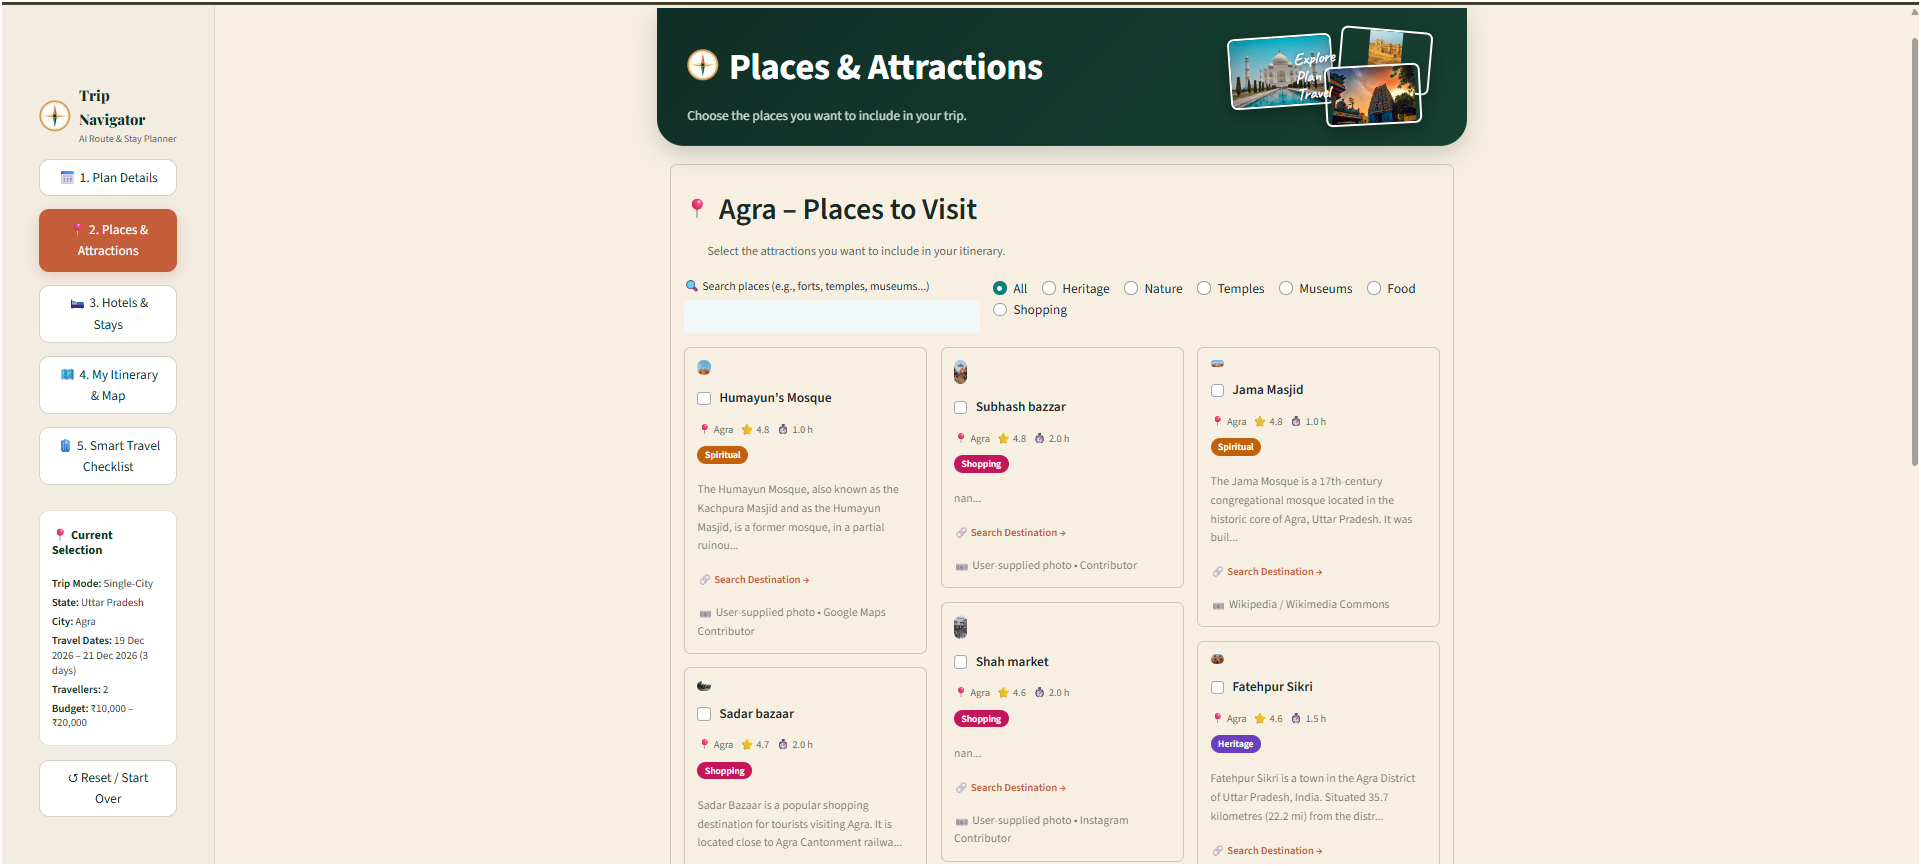 Trip
Navigator
AI Route & Stay Planner
1. Plan Details
2. Places &
Attractions
3. Hotels &
Stays
4. My Itinerary
& Map
5. Smart Travel
Checklist
Current
Selection
Trip Mode: Single-City
State: Uttar Pradesh
City: Agra
Travel Dates: 19 Dec
2026 – 21 Dec 2026 (3
days)
Travellers: 2
Budget: ₹10,000 –
₹20,000
↺ Reset / Start
Over
Places & Attractions
Choose the places you want to include in your trip.
Explore
Plan
Travel
Agra – Places to Visit
Select the attractions you want to include in your itinerary.
Search places (e.g., forts, temples, museums...)
All Heritage Nature Temples Museums Food
Shopping
Humayun's Mosque
Agra 4.8 1.0 h
Spiritual
The Humayun Mosque, also known as the
Kachpura Masjid and as the Humayun
Masjid, is a former mosque, in a partial
ruinou...
Search Destination →
User-supplied photo • Google Maps
Contributor
Sadar bazaar
Agra 4.7 2.0 h
Shopping
Sadar Bazaar is a popular shopping
destination for tourists visiting Agra. It is
located close to Agra Cantonment railwa...
Subhash bazzar
Agra 4.8 2.0 h
Shopping
nan...
Search Destination →
User-supplied photo • Contributor
Shah market
Agra 4.6 2.0 h
Shopping
nan...
Search Destination →
User-supplied photo • Instagram
Contributor
Jama Masjid
Agra 4.8 1.0 h
Spiritual
The Jama Mosque is a 17th-century
congregational mosque located in the
historic core of Agra, Uttar Pradesh. It was
buil...
Search Destination →
Wikipedia / Wikimedia Commons
Fatehpur Sikri
Agra 4.6 1.5 h
Heritage
Fatehpur Sikri is a town in the Agra District
of Uttar Pradesh, India. Situated 35.7
kilometres (22.2 mi) from the distr...
Search Destination →